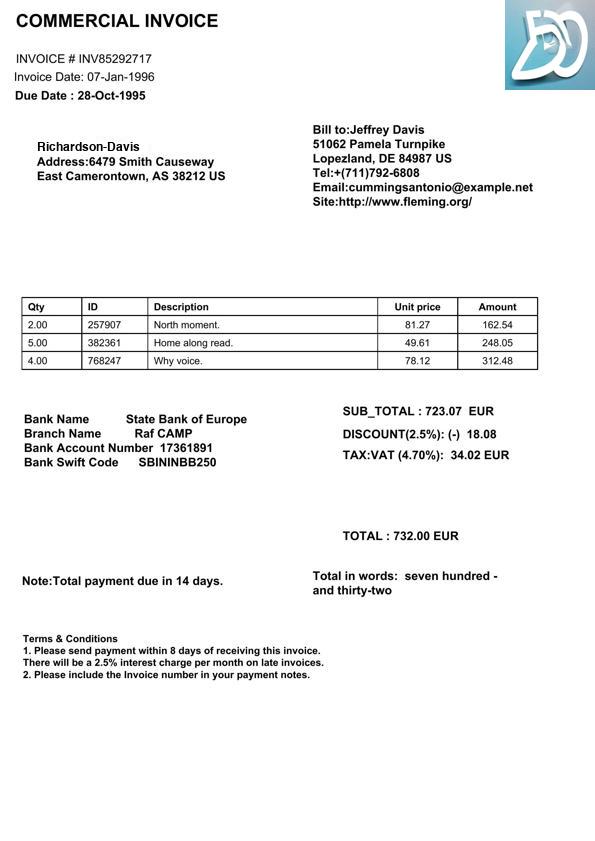 COMMERCIAL INVOICE
INVOICE # INV85292717
Invoice Date: 07-Jan-1996
Due Date : 28-Oct-1995
Richardson-Davis
Address:6479 Smith Causeway
East Camerontown, AS 38212 US
Bill to:Jeffrey Davis
51062 Pamela Turnpike
Lopezland, DE 84987 US
Tel:+(711)792-6808
Email:cummingsantonio@example.net
Site:http://www.fleming.org/
Qty ID Description Unit price Amount
2.00 257907 North moment. 81.27 162.54
5.00 382361 Home along read. 49.61 248.05
4.00 768247 Why voice. 78.12 312.48
Bank Name State Bank of Europe
Branch Name Raf CAMP
Bank Account Number 17361891
Bank Swift Code SBININBB250
SUB_TOTAL : 723.07 EUR
DISCOUNT(2.5%): (-) 18.08
TAX:VAT (4.70%): 34.02 EUR
TOTAL : 732.00 EUR
Note:Total payment due in 14 days.
Total in words: seven hundred -
and thirty-two
Terms & Conditions
1. Please send payment within 8 days of receiving this invoice.
There will be a 2.5% interest charge per month on late invoices.
2. Please include the Invoice number in your payment notes.